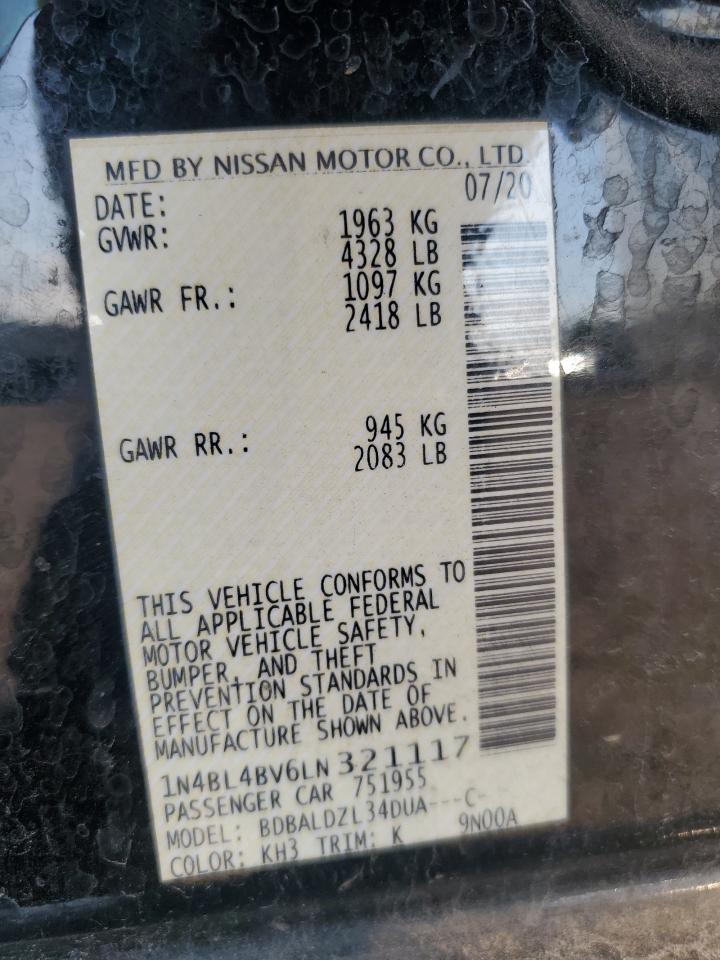 MFD BY NISSAN MOTOR CO., LTD.
DATE: 07/20
GVWR: 1963 KG
4328 LB
GAWR FR.: 1097 KG
2418 LB
GAWR RR.: 945 KG
2083 LB
THIS VEHICLE CONFORMS TO
ALL APPLICABLE FEDERAL
MOTOR VEHICLE SAFETY,
BUMPER, AND THEFT
PREVENTION STANDARDS IN
EFFECT ON THE DATE OF
MANUFACTURE SHOWN ABOVE.
1N4BL4BV6LN321117
PASSENGER CAR 751955
MODEL: BDBALDZL34DUA---C-
COLOR: KH3 TRIM: K 9N00A